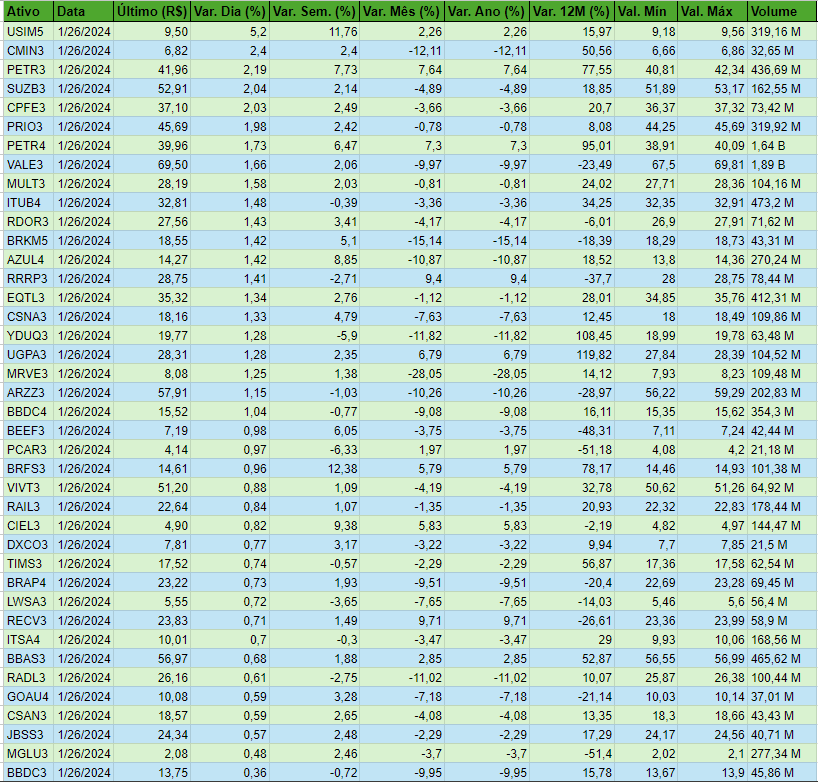 Ativo Data Último (R$) Var. Dia (%) Var. Sem. (%) Var. Mês (%) Var. Ano (%) Var. 12M (%) Val. Mín Val. Máx Volume
USIM5 1/26/2024 9,50 5,2 11,76 2,26 2,26 15,97 9,18 9,56 319,16 M
CMIN3 1/26/2024 6,82 2,4 2,4 -12,11 -12,11 50,56 6,66 6,86 32,65 M
PETR3 1/26/2024 41,96 2,19 7,73 7,64 7,64 77,55 40,81 42,34 436,69 M
SUZB3 1/26/2024 52,91 2,04 2,14 -4,89 -4,89 18,85 51,89 53,17 162,55 M
CPFE3 1/26/2024 37,10 2,03 2,49 -3,66 -3,66 20,7 36,37 37,32 73,42 M
PRIO3 1/26/2024 45,69 1,98 2,42 -0,78 -0,78 8,08 44,25 45,69 319,92 M
PETR4 1/26/2024 39,96 1,73 6,47 7,3 7,3 95,01 38,91 40,09 1,64 B
VALE3 1/26/2024 69,50 1,66 2,06 -9,97 -9,97 -23,49 67,5 69,81 1,89 B
MULT3 1/26/2024 28,19 1,58 2,03 -0,81 -0,81 24,02 27,71 28,36 104,16 M
ITUB4 1/26/2024 32,81 1,48 -0,39 -3,36 -3,36 34,25 32,35 32,91 473,2 M
RDOR3 1/26/2024 27,56 1,43 3,41 -4,17 -4,17 -6,01 26,9 27,91 71,62 M
BRKM5 1/26/2024 18,55 1,42 5,1 -15,14 -15,14 -18,39 18,29 18,73 43,31 M
AZUL4 1/26/2024 14,27 1,42 8,85 -10,87 -10,87 18,52 13,8 14,36 270,24 M
RRRP3 1/26/2024 28,75 1,41 -2,71 9,4 9,4 -37,7 28 28,75 78,44 M
EQTL3 1/26/2024 35,32 1,34 2,76 -1,12 -1,12 28,01 34,85 35,76 412,31 M
CSNA3 1/26/2024 18,16 1,33 4,79 -7,63 -7,63 12,45 18 18,49 109,86 M
YDUQ3 1/26/2024 19,77 1,28 -5,9 -11,82 -11,82 108,45 18,99 19,78 63,48 M
UGPA3 1/26/2024 28,31 1,28 2,35 6,79 6,79 119,82 27,84 28,39 104,52 M
MRVE3 1/26/2024 8,08 1,25 1,38 -28,05 -28,05 14,12 7,93 8,23 109,48 M
ARZZ3 1/26/2024 57,91 1,15 -1,03 -10,26 -10,26 -28,97 56,22 59,29 202,83 M
BBDC4 1/26/2024 15,52 1,04 -0,77 -9,08 -9,08 16,11 15,35 15,62 354,3 M
BEEF3 1/26/2024 7,19 0,98 6,05 -3,75 -3,75 -48,31 7,11 7,24 42,44 M
PCAR3 1/26/2024 4,14 0,97 -6,33 1,97 1,97 -51,18 4,08 4,2 21,18 M
BRFS3 1/26/2024 14,61 0,96 12,38 5,79 5,79 78,17 14,46 14,93 101,38 M
VIVT3 1/26/2024 51,20 0,88 1,09 -4,19 -4,19 32,78 50,62 51,26 64,92 M
RAIL3 1/26/2024 22,64 0,84 1,07 -1,35 -1,35 20,93 22,32 22,83 178,44 M
CIEL3 1/26/2024 4,90 0,82 9,38 5,83 5,83 -2,19 4,82 4,97 144,47 M
DXCO3 1/26/2024 7,81 0,77 3,17 -3,22 -3,22 9,94 7,7 7,85 21,5 M
TIMS3 1/26/2024 17,52 0,74 -0,57 -2,29 -2,29 56,87 17,36 17,58 62,54 M
BRAP4 1/26/2024 23,22 0,73 1,93 -9,51 -9,51 -20,4 22,69 23,28 69,45 M
LWSA3 1/26/2024 5,55 0,72 -3,65 -7,65 -7,65 -14,03 5,46 5,6 56,4 M
RECV3 1/26/2024 23,83 0,71 1,49 9,71 9,71 -26,61 23,36 23,99 58,9 M
ITSA4 1/26/2024 10,01 0,7 -0,3 -3,47 -3,47 29 9,93 10,06 168,56 M
BBAS3 1/26/2024 56,97 0,68 1,88 2,85 2,85 52,87 56,55 56,99 465,62 M
RADL3 1/26/2024 26,16 0,61 -2,75 -11,02 -11,02 10,07 25,87 26,38 100,44 M
GOAU4 1/26/2024 10,08 0,59 3,28 -7,18 -7,18 -21,14 10,03 10,14 37,01 M
CSAN3 1/26/2024 18,57 0,59 2,65 -4,08 -4,08 13,35 18,3 18,66 43,43 M
JBSS3 1/26/2024 24,34 0,57 2,48 -2,29 -2,29 17,29 24,17 24,56 40,71 M
MGLU3 1/26/2024 2,08 0,48 2,46 -3,7 -3,7 -51,4 2,02 2,1 277,34 M
BBDC3 1/26/2024 13,75 0,36 -0,72 -9,95 -9,95 15,78 13,67 13,9 45,86 M